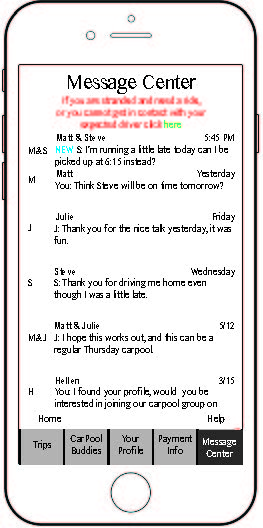 Message Center
If you are stranded and need a ride,
or you cannot get in contact with your
expected driver click here
Matt & Steve 5:45 PM
M&S NEW S: I'm running a little late today can I be
picked up at 6:15 instead?
Matt Yesterday
M You: Think Steve will be on time tomorrow?
Julie Friday
J J: Thank you for the nice talk yesterday, it was
fun.
Steve Wednesday
S S: Thank you for driving me home even
though I was a little late.
Matt & Julie 5/12
M&J J: I hope this works out, and this can be a
regular Thursday carpool.
Hellen 3/15
H You: I found your profile, would you be
interested in joining our carpool group on
Home Help
Trips
CarPool
Buddies
Your
Profile
Payment
Info
Message
Center